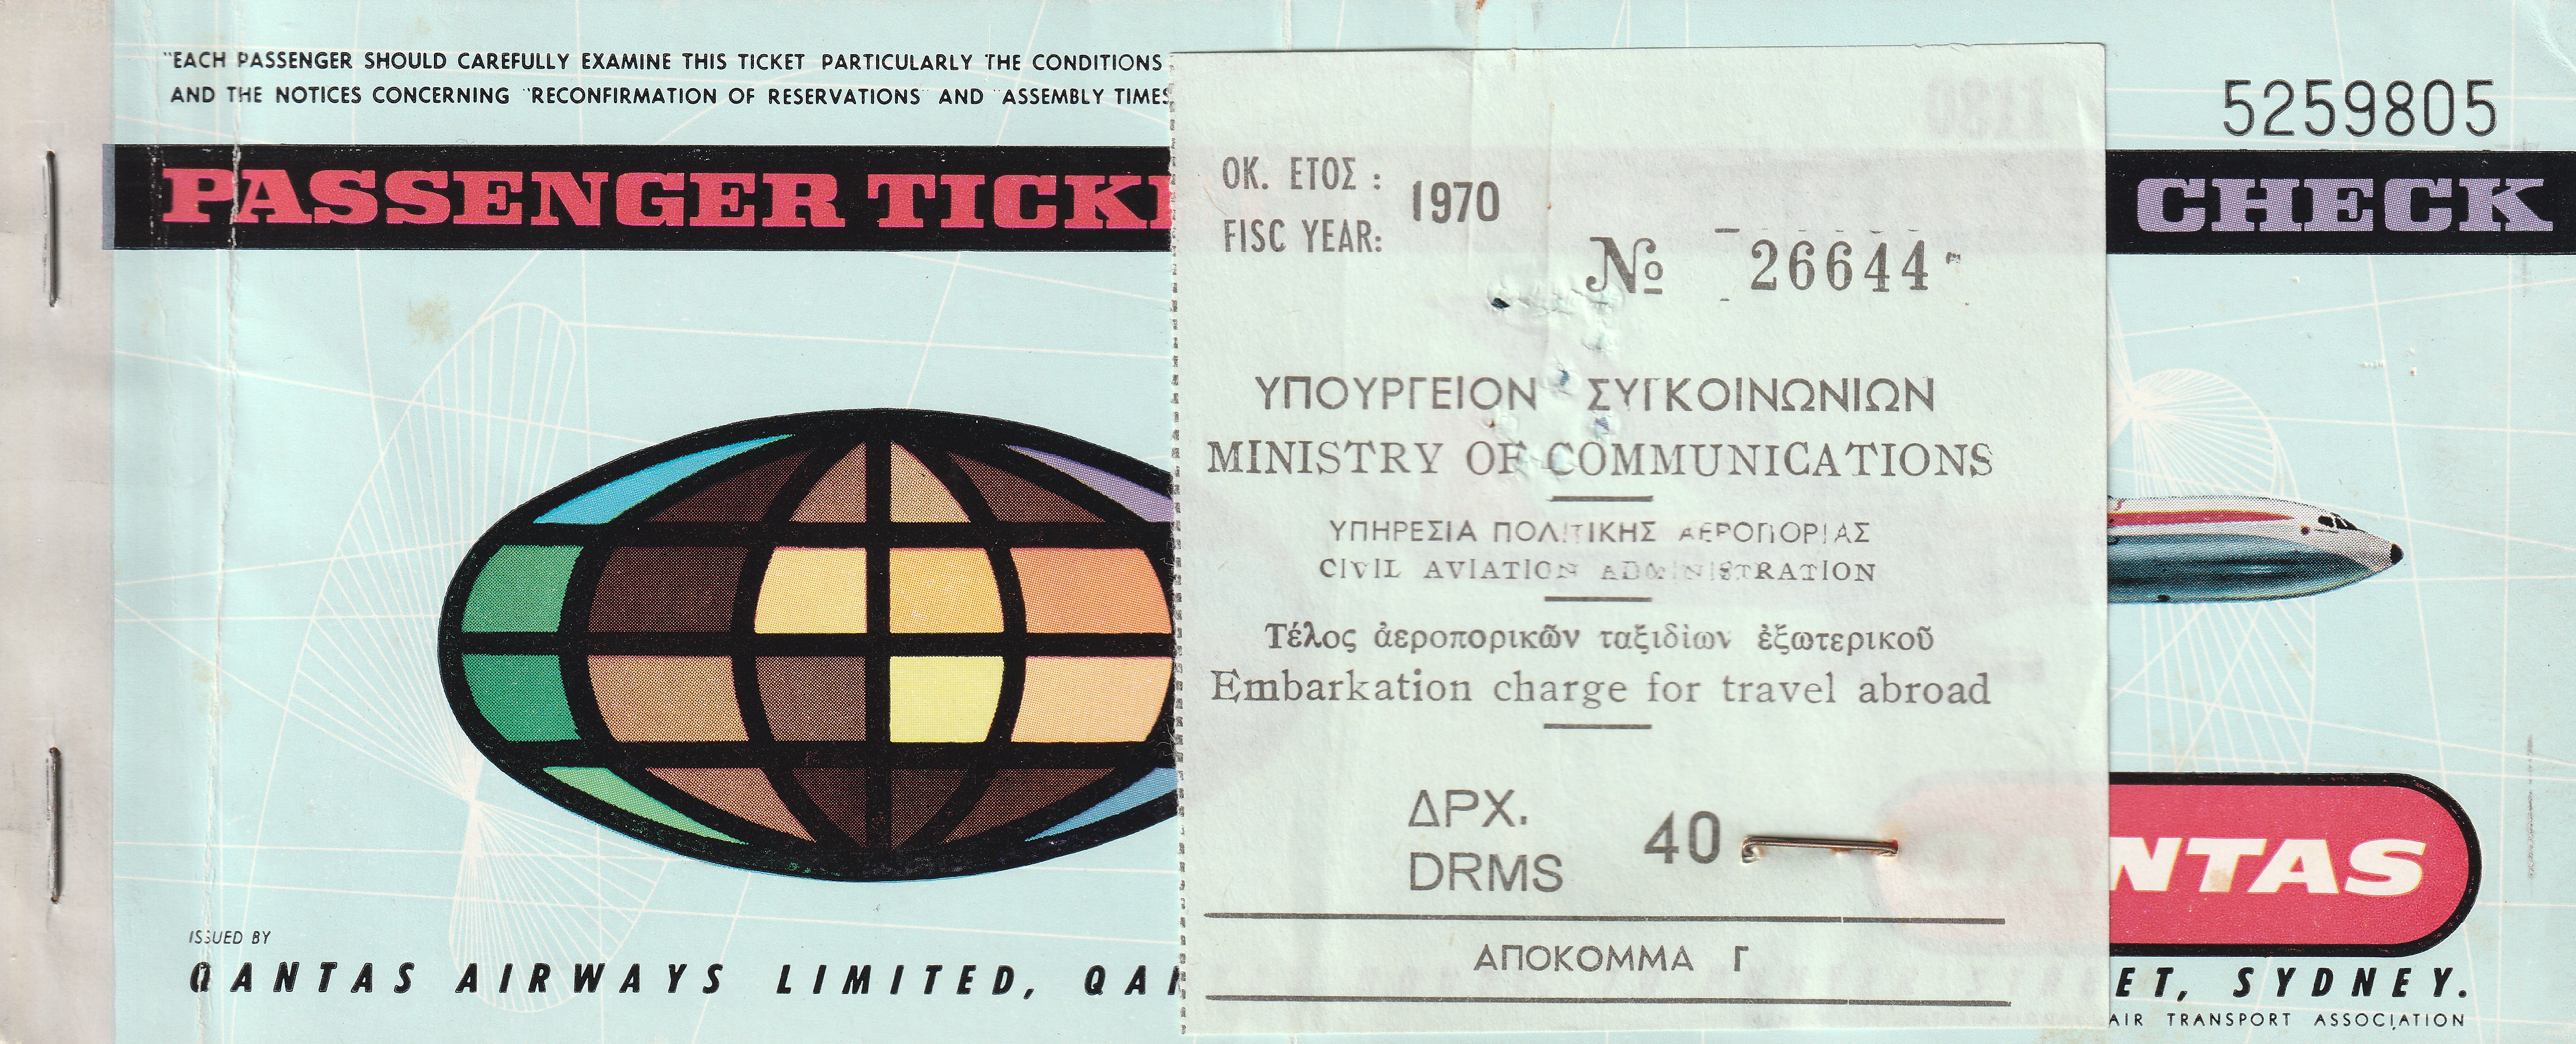 "EACH PASSENGER SHOULD CAREFULLY EXAMINE THIS TICKET PARTICULARLY THE CONDITIONS
AND THE NOTICES CONCERNING "RECONFIRMATION OF RESERVATIONS" AND "ASSEMBLY TIMES
5259805
PASSENGER TICK
CHECK
ΟΚ. ΕΤΟΣ :
FISC YEAR:
1970
№ 26644
ΥΠΟΥΡΓΕΙΟΝ ΣΥΓΚΟΙΝΩΝΙΩΝ
MINISTRY OF COMMUNICATIONS
ΥΠΗΡΕΣΙΑ ΠΟΛΙΤΙΚΗΣ ΑΕΡΟΠΟΡΙΑΣ
CIVIL AVIATION ADMINISTRATION
Τέλος ἀεροπορικῶν ταξιδίων ἐξωτερικοῦ
Embarkation charge for travel abroad
ΔΡΧ.
DRMS
40
ΑΠΟΚΟΜΜΑ Γ
NTAS
ISSUED BY
QANTAS AIRWAYS LIMITED, QAN
ET, SYDNEY.
AIR TRANSPORT ASSOCIATION